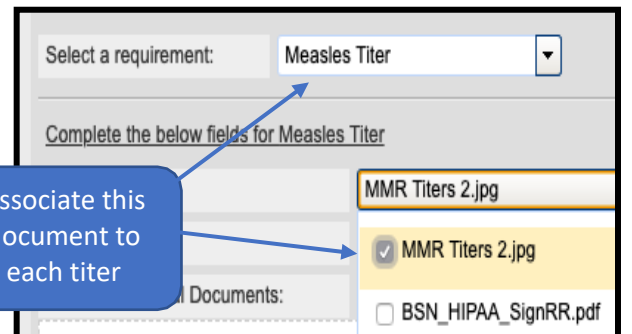 Select a requirement: Measles Titer
Complete the below fields for Measles Titer
MMR Titers 2.jpg
ssociate this
ocument to
each titer
MMR Titers 2.jpg
Documents:
BSN_HIPAA_SignRR.pdf